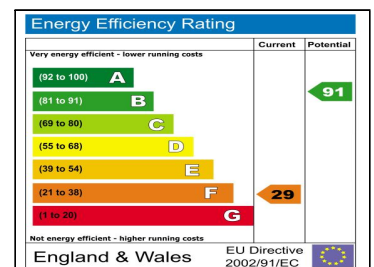 Energy Efficiency Rating
Current Potential
Very energy efficient - lower running costs
(92 to 100) A
(81 to 91) B
91
(69 to 80) C
(55 to 68) D
(39 to 54) E
(21 to 38) F
29
(1 to 20) G
Not energy efficient - higher running costs
England & Wales
EU Directive
2002/91/EC